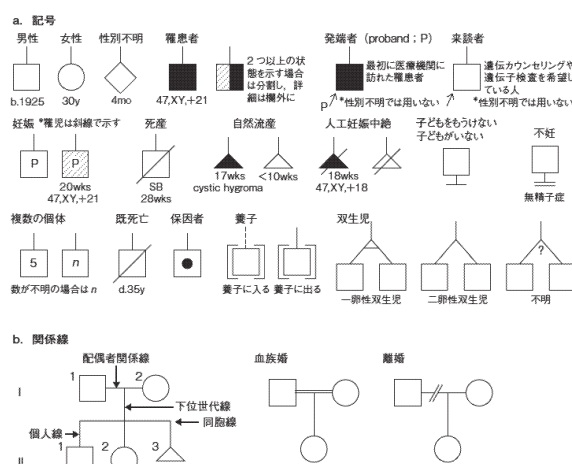 a. 記号
男性 女性 性別不明 罹患者 発端者（proband；P） 来談者
2つ以上の状
態を示す場合
は分割し，詳
細は欄外に
最初に医療機関に
訪れた罹患者
遺伝カウンセリングや
遺伝子検査を希望し
ている人
b.1925 30y 4mo 47,XY,+21
P *性別不明では用いない *性別不明では用いない
妊娠 *罹児は斜線で示す 死産 自然流産 人工妊娠中絶 子どもをもうけない
子どもがいない
不妊
P P
20wks
47,XY,+21
SB
28wks
17wks
cystic hygroma
<10wks
18wks
47,XY,+18
無精子症
複数の個体 既死亡 保因者 養子 双生児
5 n ?
数が不明の場合は n d.35y 養子に入る 養子に出る 一卵性双生児 二卵性双生児 不明
b. 関係線
配偶者関係線 血族婚 離婚
I 1 2
下位世代線
同胞線
個人線
II 1 2 3